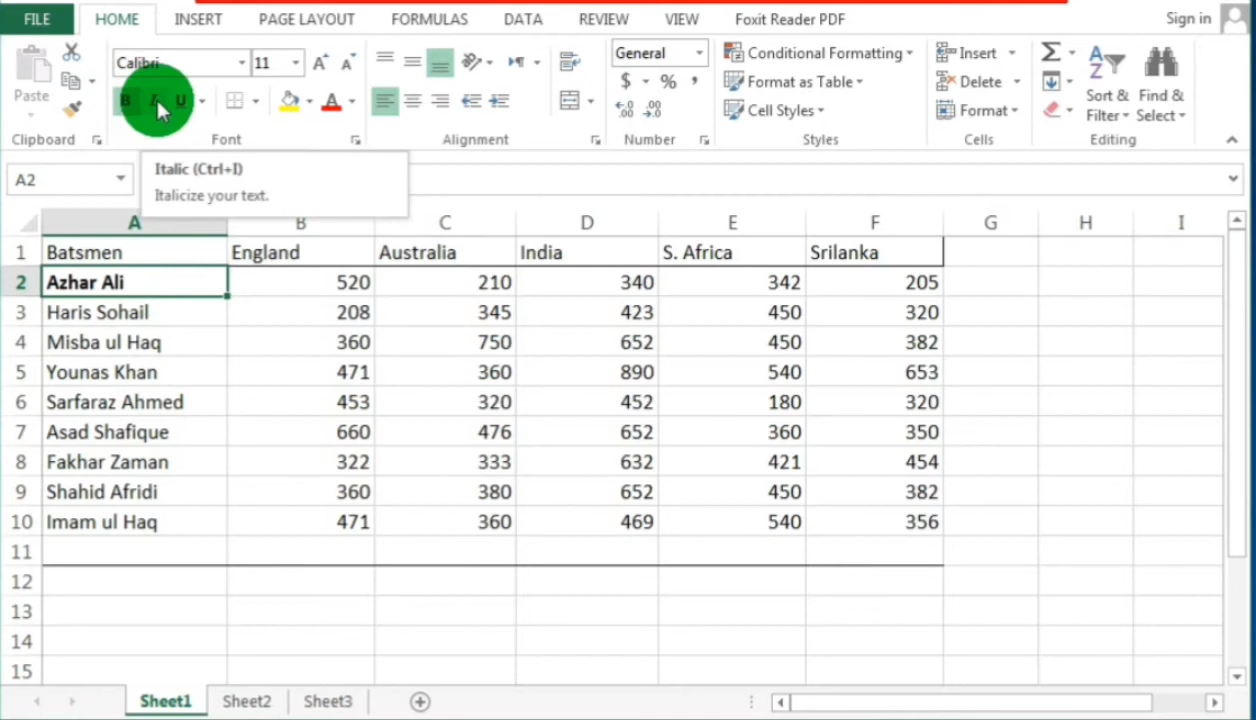 FILE HOME INSERT PAGE LAYOUT FORMULAS DATA REVIEW VIEW Foxit Reader PDF Sign in
Calibri 11 General Conditional Formatting Insert
Paste B I U $ % , Format as Table Delete Sort & Find &
Cell Styles Format Filter Select
Clipboard Font Alignment Number Styles Cells Editing
A2
Italic (Ctrl+I)
Italicize your text.
A B C D E F G H I
1 Batsmen England Australia India S. Africa Srilanka
2 Azhar Ali 520 210 340 342 205
3 Haris Sohail 208 345 423 450 320
4 Misba ul Haq 360 750 652 450 382
5 Younas Khan 471 360 890 540 653
6 Sarfaraz Ahmed 453 320 452 180 320
7 Asad Shafique 660 476 652 360 350
8 Fakhar Zaman 322 333 632 421 454
9 Shahid Afridi 360 380 652 450 382
10 Imam ul Haq 471 360 469 540 356
11
12
13
14
15
Sheet1 Sheet2 Sheet3